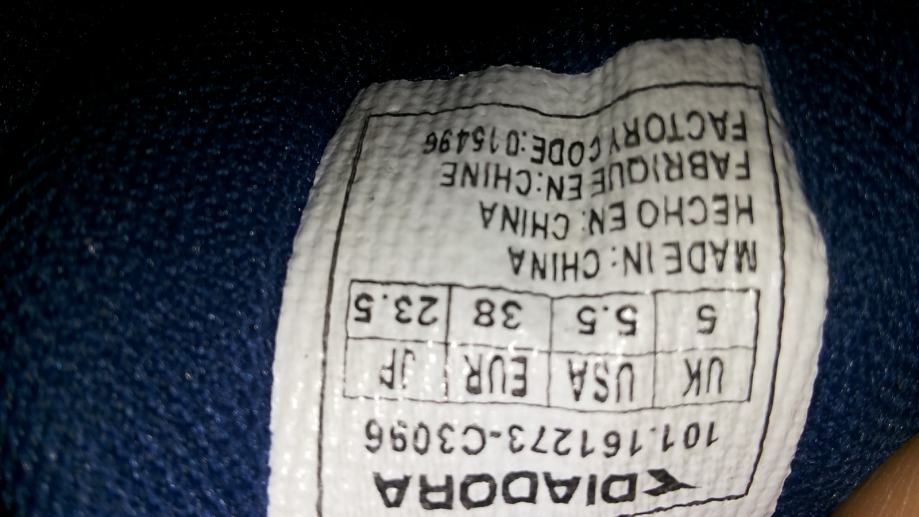 DIADORA
101.161273-C3096
UK USA EUR JP
5 5.5 38 23.5
MADE IN: CHINA
HECHO EN: CHINA
FABRIQUE EN: CHINE
FACTORY CODE: 015496